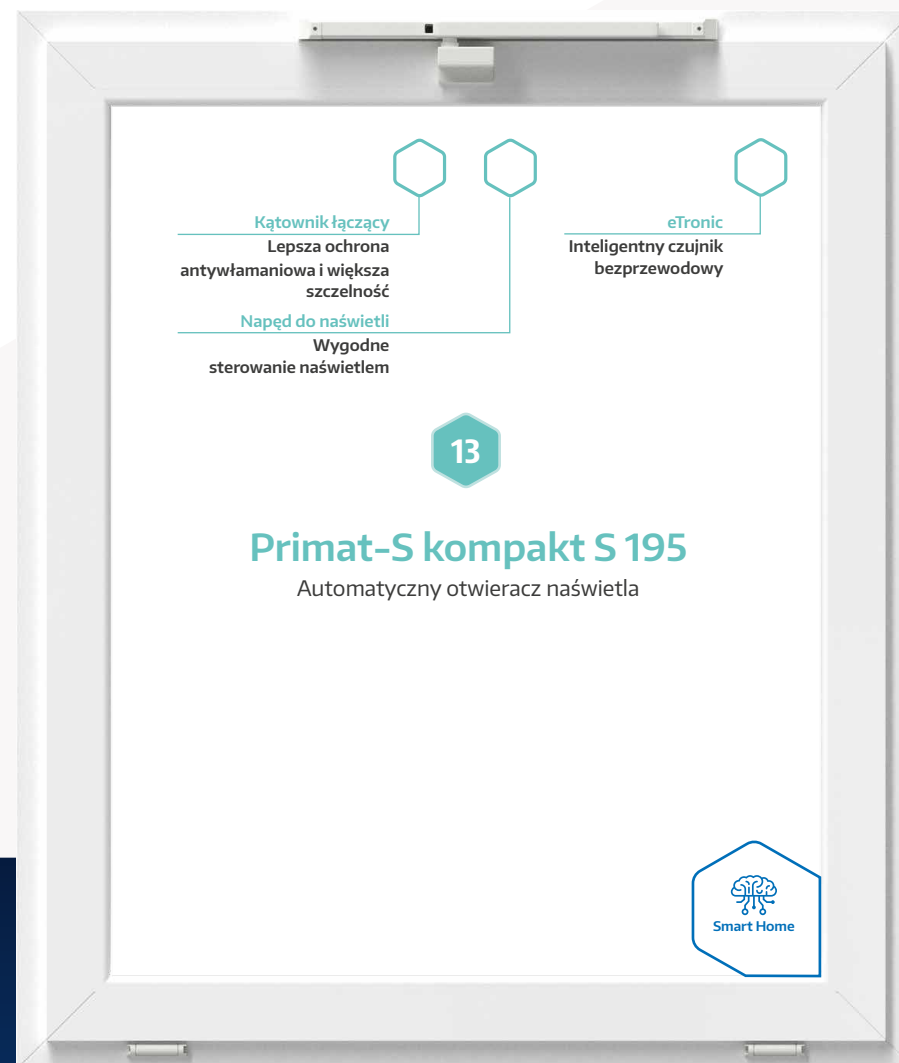 Kątownik łączący
Lepsza ochrona
antywłamaniowa i większa
szczelność
Napęd do naświetli
Wygodne
sterowanie naświetlem
eTronic
Inteligentny czujnik
bezprzewodowy
13
Primat-S kompakt S 195
Automatyczny otwieracz naświetla
Smart Home